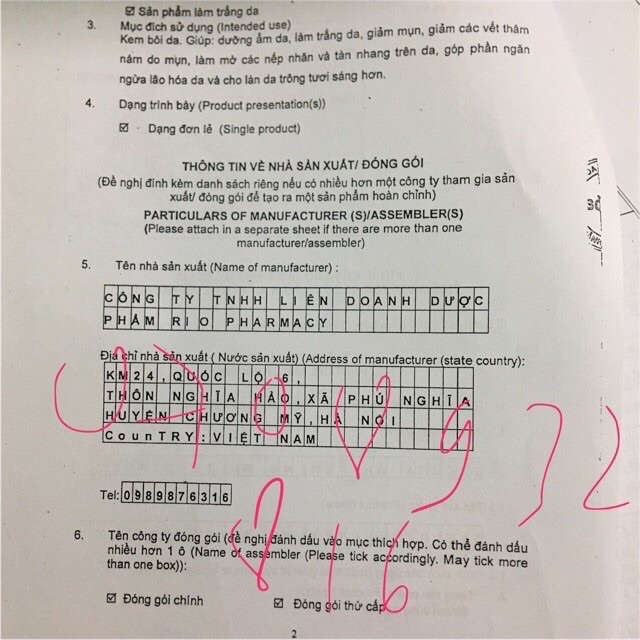 ☑ Sản phẩm làm trắng da
3. Mục đích sử dụng (Intended use)
Kem bôi da. Giúp: dưỡng ẩm da, làm trắng da, giảm mụn, giảm các vết thâm
nám do mụn, làm mờ các nếp nhăn và tàn nhang trên da, góp phần ngăn
ngừa lão hóa da và cho làn da trông tươi sáng hơn.
4. Dạng trình bày (Product presentation(s))
☑ Dạng đơn lẻ (Single product)
THÔNG TIN VỀ NHÀ SẢN XUẤT/ ĐÓNG GÓI
(Đề nghị đính kèm danh sách riêng nếu có nhiều hơn một công ty tham gia sản
xuất/ đóng gói để tạo ra một sản phẩm hoàn chỉnh)
PARTICULARS OF MANUFACTURER (S)/ASSEMBLER(S)
(Please attach in a separate sheet if there are more than one
manufacturer/assembler)
5. Tên nhà sản xuất (Name of manufacturer) :
CÔNG TY TNHH LIÊN DOANH DƯỢC
PHẨM RIO PHARMACY
Địa chỉ nhà sản xuất ( Nước sản xuất) (Address of manufacturer (state country):
KM24, QUỐC LỘ 6,
THÔN NGHĨA HẢO, XÃ PHÚ NGHĨA
HUYỆN CHƯƠNG MỸ, HÀ NỘI
CounTRY: VIỆT NAM
Tel: 0989876316
6. Tên công ty đóng gói (đề nghị đánh dấu vào mục thích hợp. Có thể đánh dấu
nhiều hơn 1 ô (Name of assembler (Please tick accordingly. May tick more
than one box)):
☑ Đóng gói chính ☑ Đóng gói thứ cấp
2